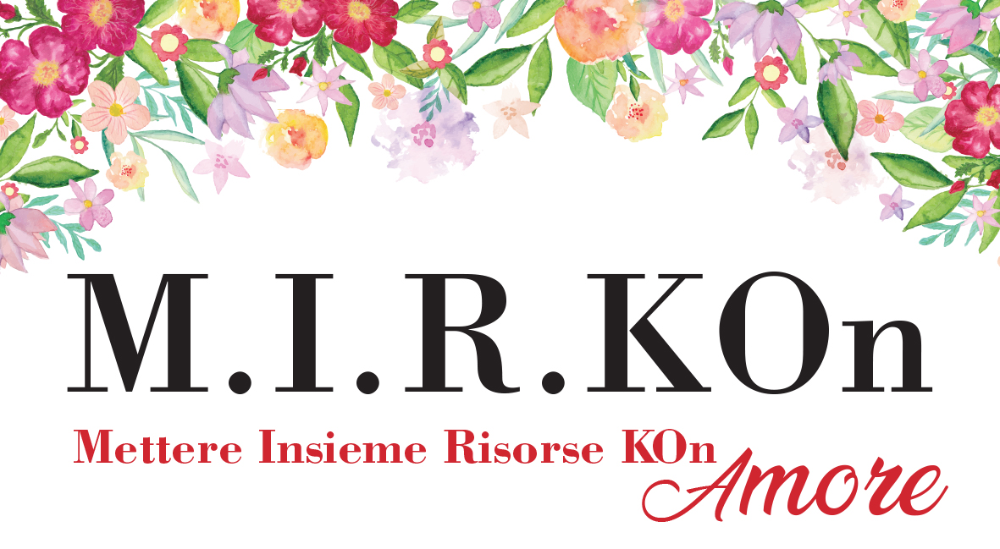 M.I.R.KOn
Mettere Insieme Risorse KOn
Amore